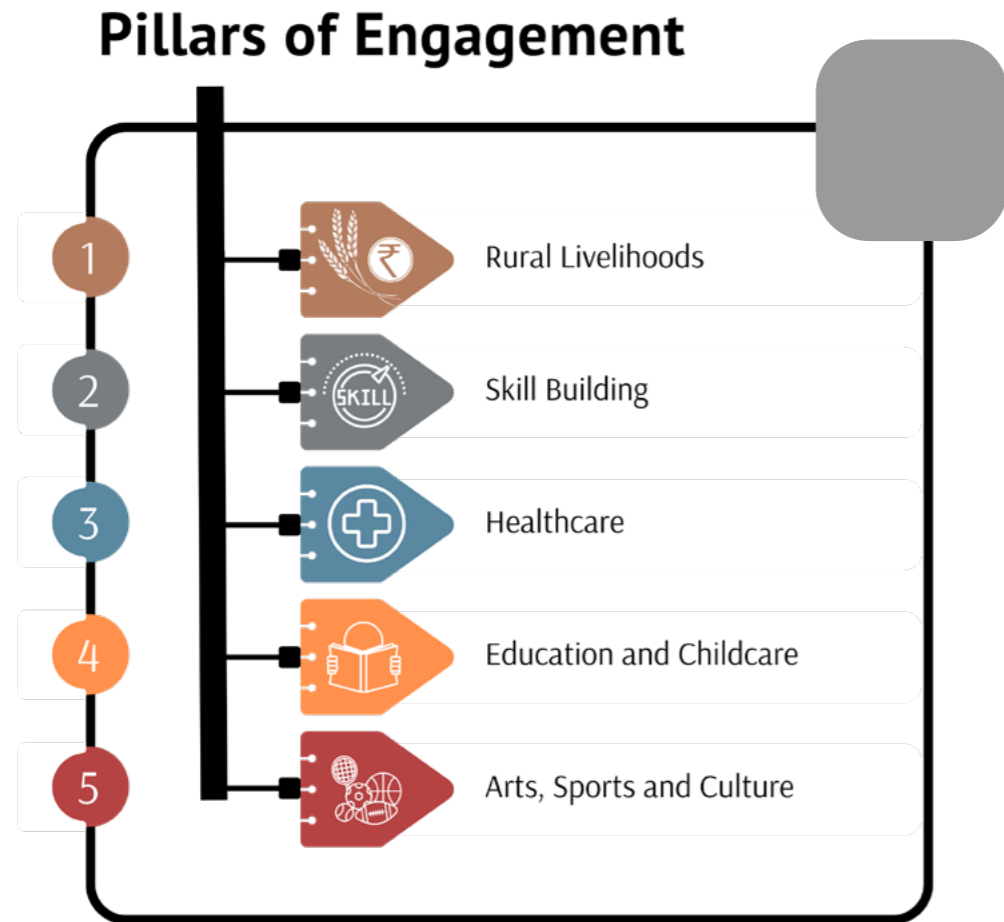 Pillars of Engagement
1
₹
Rural Livelihoods
2
SKILL
Skill Building
3
Healthcare
4
Education and Childcare
5
Arts, Sports and Culture